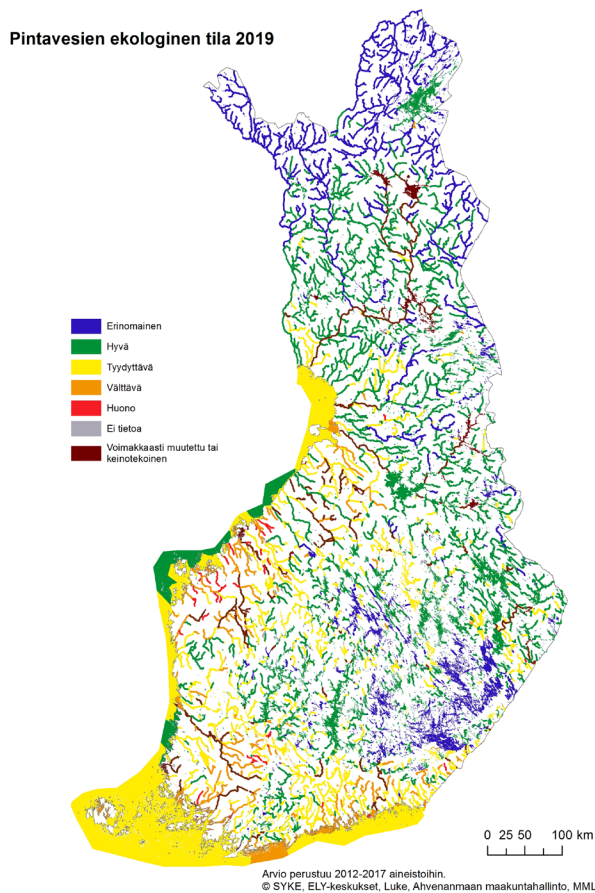 Pintavesien ekologinen tila 2019
Erinomainen
Hyvä
Tyydyttävä
Välttävä
Huono
Ei tietoa
Voimakkaasti muutettu tai
keinotekoinen
0 25 50 100 km
Arvio perustuu 2012-2017 aineistoihin.
© SYKE, ELY-keskukset, Luke, Ahvenanmaan maakuntahallinto, MML